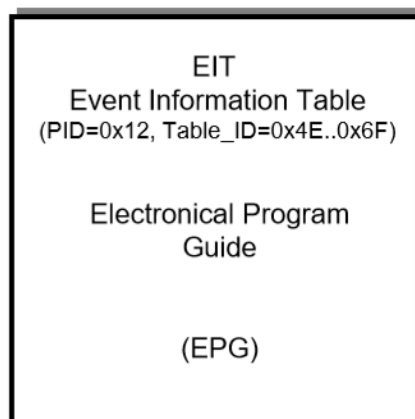 EIT
Event Information Table
(PID=0x12, Table_ID=0x4E..0x6F)
Electronical Program
Guide
(EPG)